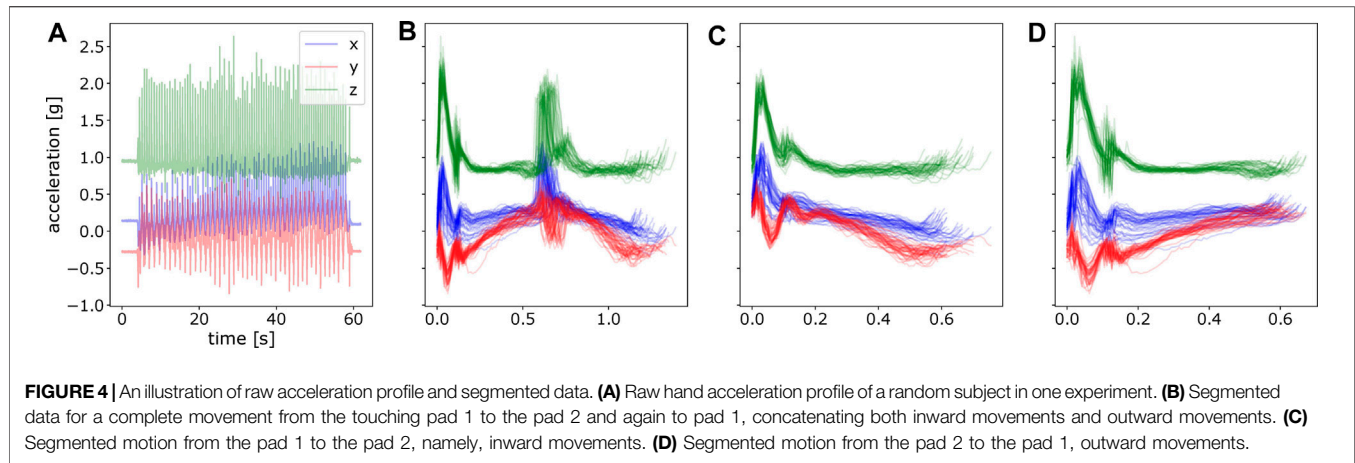 A
B
C
D
2.5
2.0
1.5
1.0
0.5
0.0
−0.5
−1.0
acceleration [g]
x
y
z
0 20 40 60
time [s]
0.0 0.5 1.0
0.0 0.2 0.4 0.6
0.0 0.2 0.4 0.6
FIGURE 4 | An illustration of raw acceleration profile and segmented data. (A) Raw hand acceleration profile of a random subject in one experiment. (B) Segmented
data for a complete movement from the touching pad 1 to the pad 2 and again to pad 1, concatenating both inward movements and outward movements. (C)
Segmented motion from the pad 1 to the pad 2, namely, inward movements. (D) Segmented motion from the pad 2 to the pad 1, outward movements.